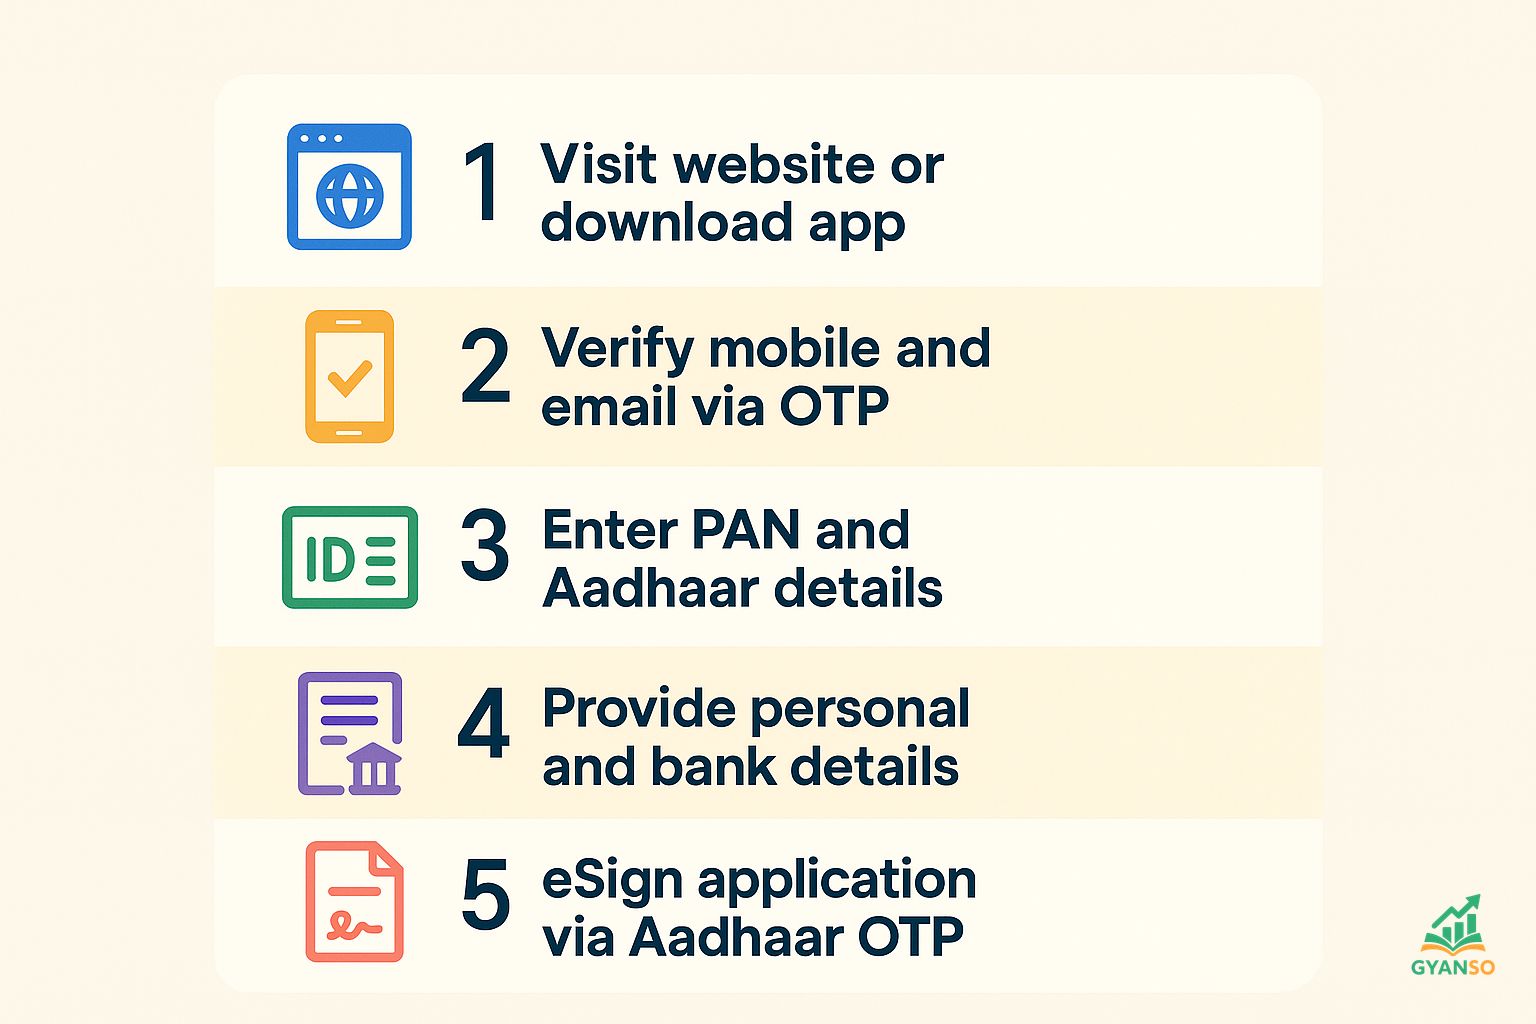 1 Visit website or
download app
2 Verify mobile and
email via OTP
ID
3 Enter PAN and
Aadhaar details
4 Provide personal
and bank details
5 eSign application
via Aadhaar OTP
GYANSO